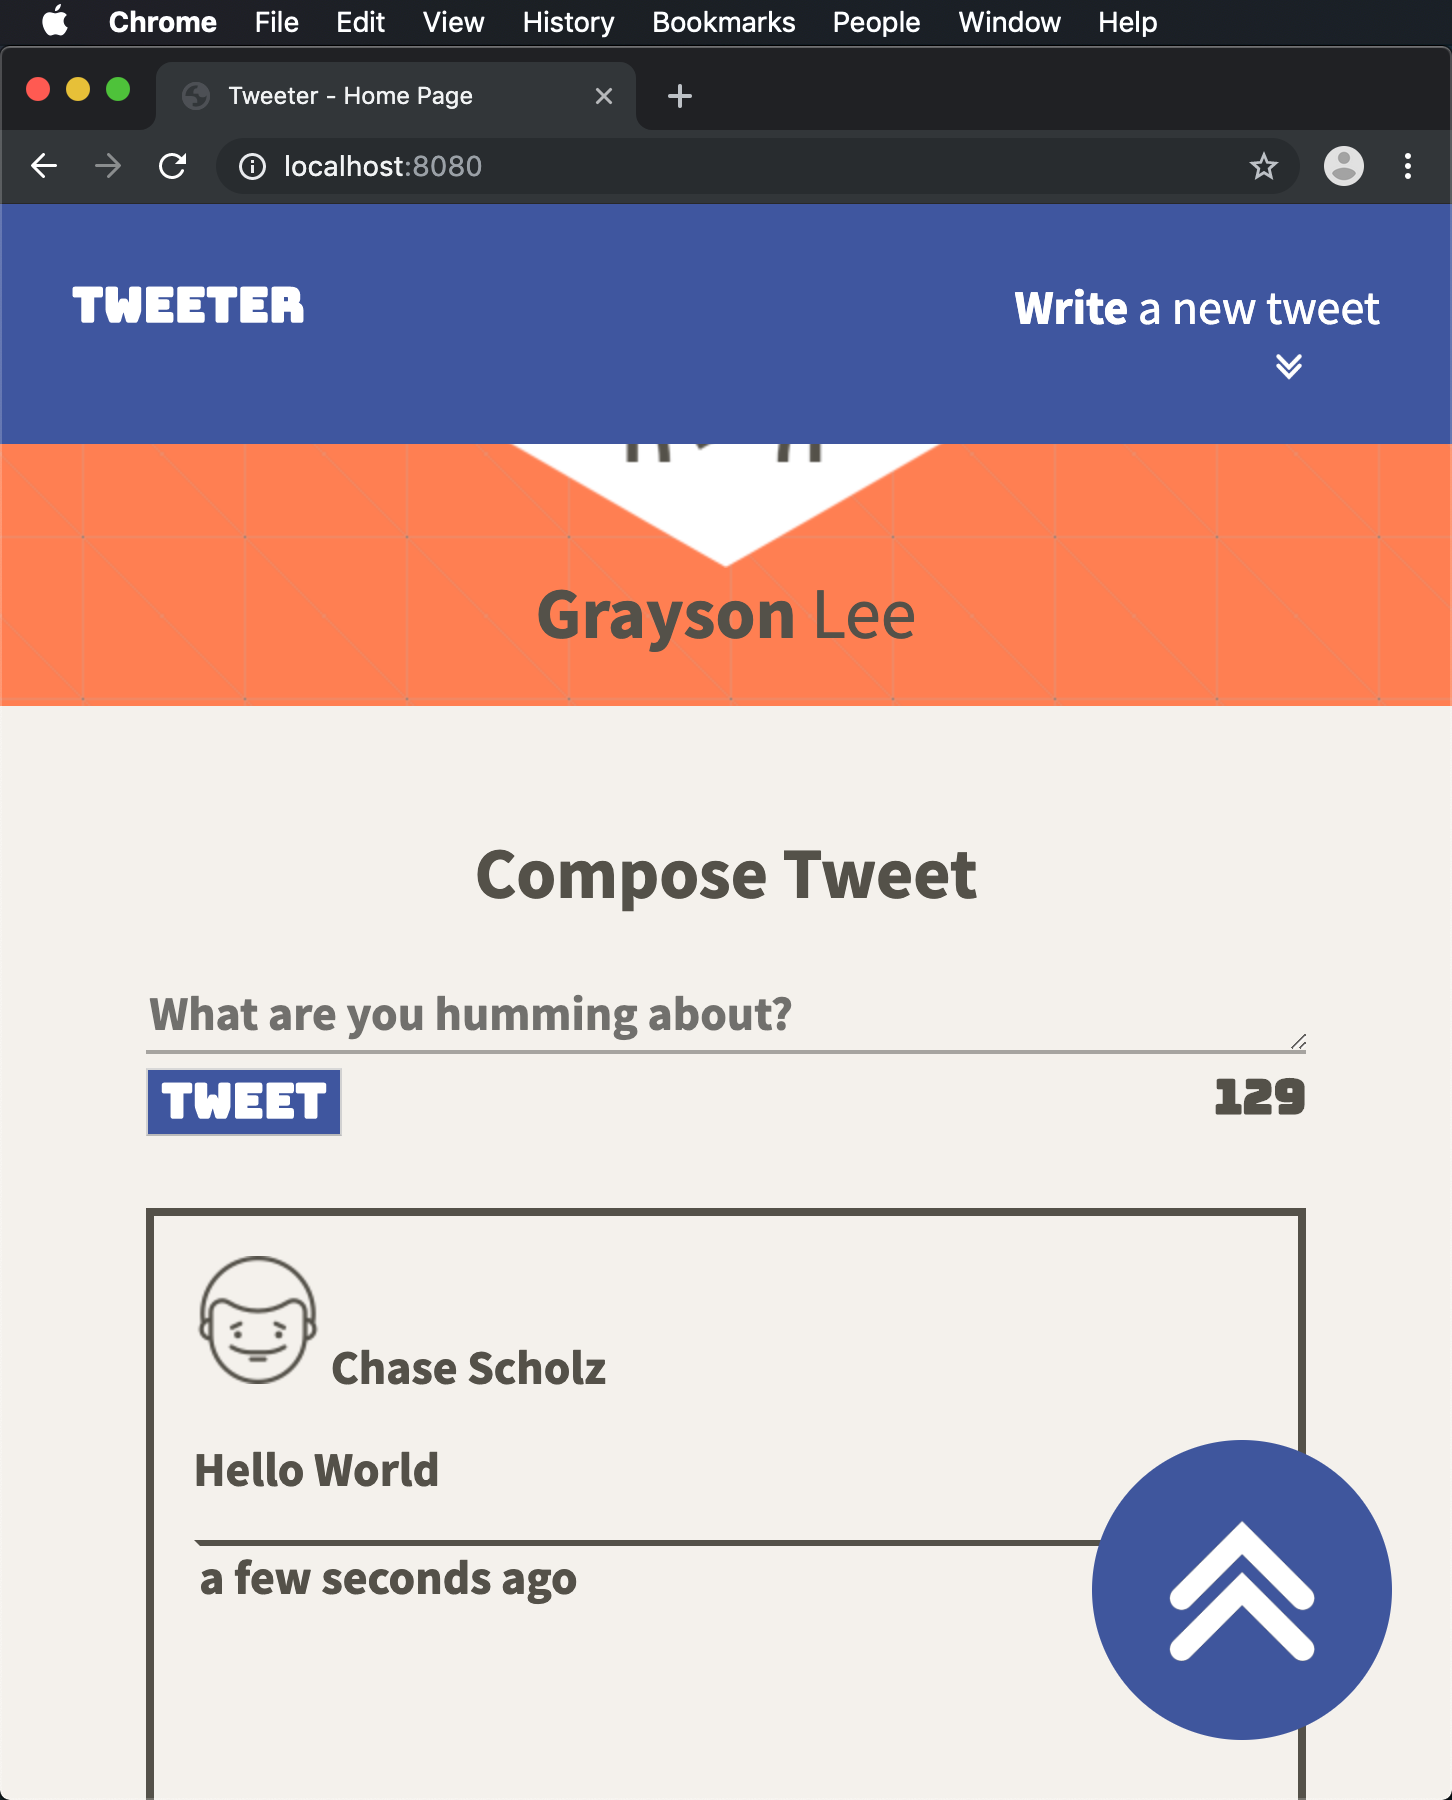 Chrome File Edit View History Bookmarks People Window Help
Tweeter - Home Page
localhost:8080
TWEETER
Write a new tweet
Grayson Lee
Compose Tweet
What are you humming about?
TWEET
129
Chase Scholz
Hello World
a few seconds ago